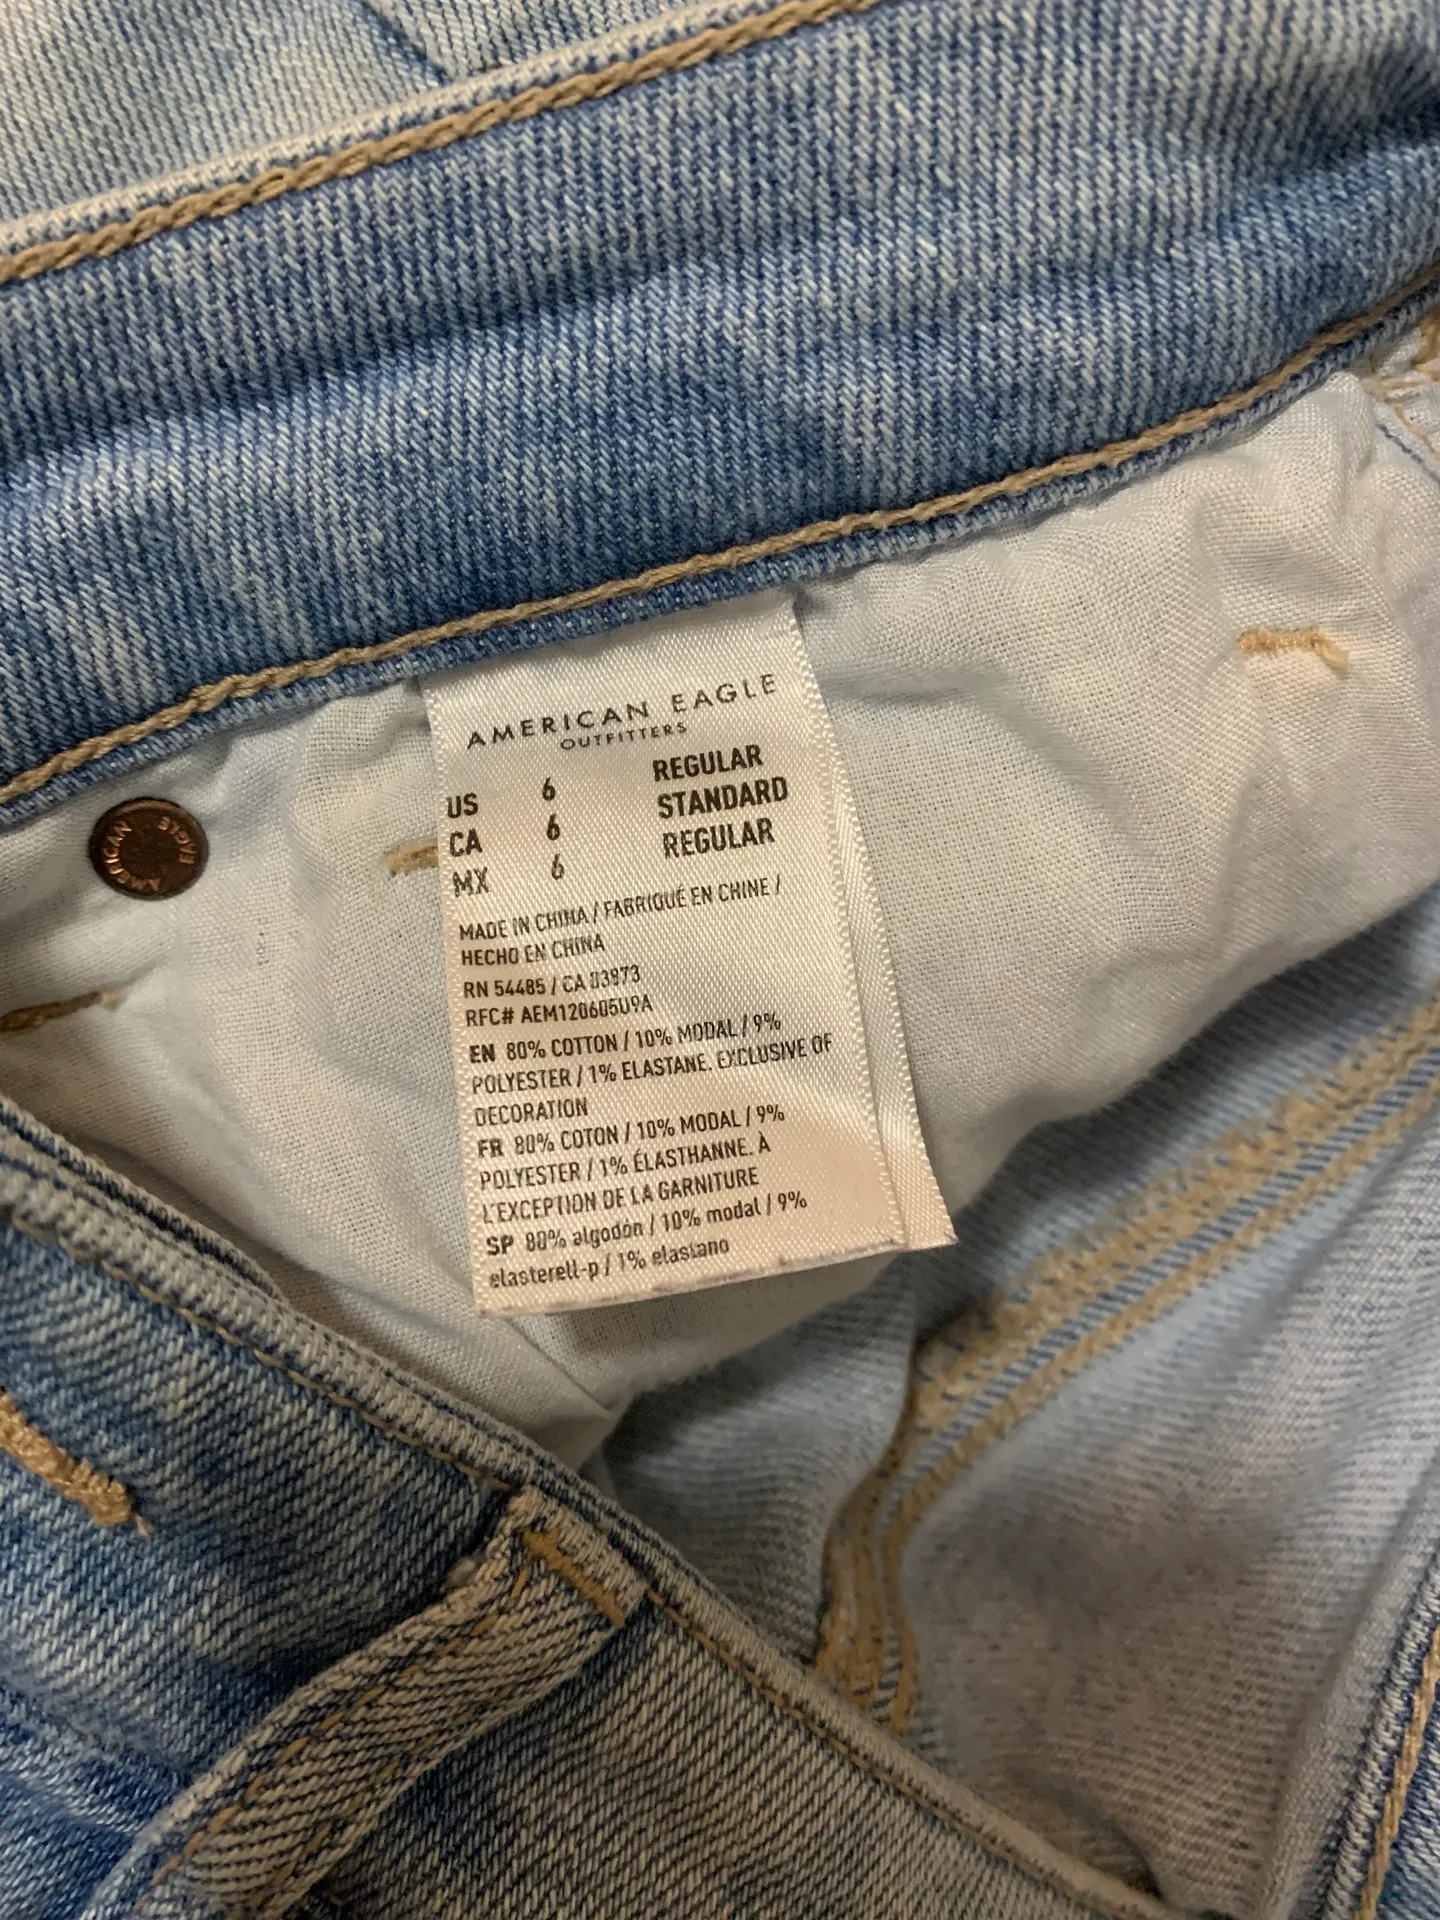 AMERICAN EAGLE
OUTFITTERS
US 6 REGULAR
CA 6 STANDARD
MX 6 REGULAR
MADE IN CHINA / FABRIQUÉ EN CHINE /
HECHO EN CHINA
RN 54485 / CA 03873
RFC# AEM120605U9A
EN 80% COTTON / 10% MODAL / 9%
POLYESTER / 1% ELASTANE. EXCLUSIVE OF
DECORATION
FR 80% COTON / 10% MODAL / 9%
POLYESTER / 1% ÉLASTHANNE. À
L'EXCEPTION DE LA GARNITURE
SP 80% algodón / 10% modal / 9%
elasterell-p / 1% elastano
AMERICAN EAGLE